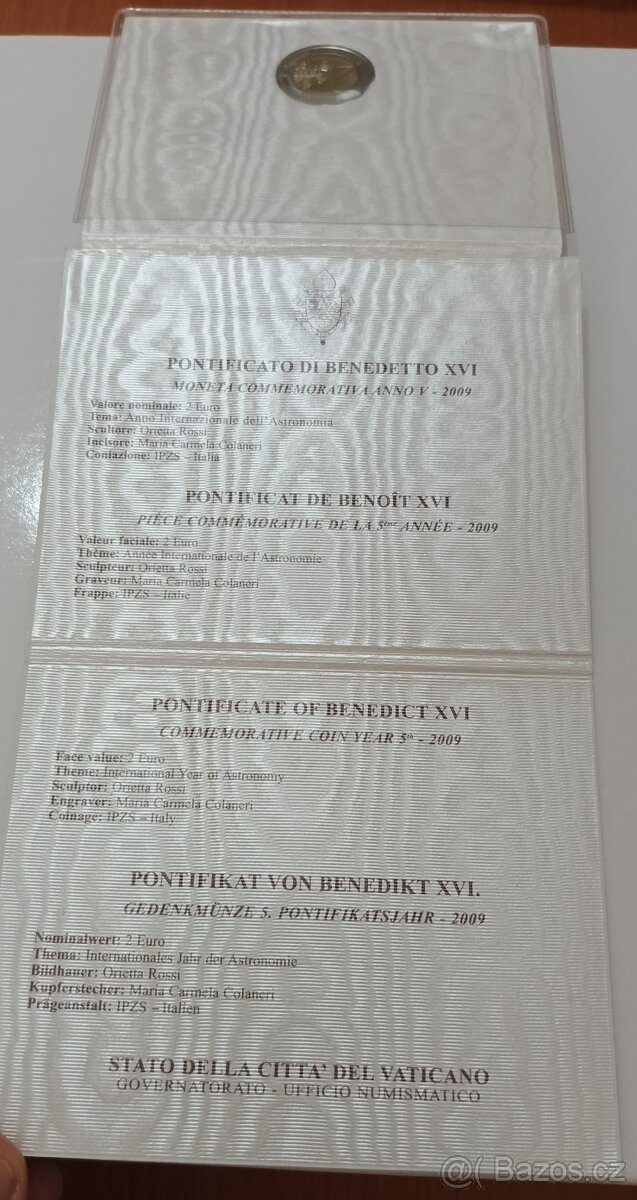 PONTIFICATO DI BENEDETTO XVI
MONETA COMMEMORATIVA ANNO V - 2009
Valore nominale: 2 Euro
Tema: Anno Internazionale dell'Astronomia
Scultore: Orietta Rossi
Incisore: Maria Carmela Colaneri
Coniazione: IPZS – Italia
PONTIFICAT DE BENOÎT XVI
PIÈCE COMMÉMORATIVE DE LA 5ème ANNÉE - 2009
Valeur faciale: 2 Euro
Thème: Année Internationale de l'Astronomie
Sculpteur: Orietta Rossi
Graveur: Maria Carmela Colaneri
Frappe: IPZS – Italie
PONTIFICATE OF BENEDICT XVI
COMMEMORATIVE COIN YEAR 5th - 2009
Face value: 2 Euro
Theme: International Year of Astronomy
Sculptor: Orietta Rossi
Engraver: Maria Carmela Colaneri
Coinage: IPZS – Italy
PONTIFIKAT VON BENEDIKT XVI.
GEDENKMÜNZE 5. PONTIFIKATSJAHR - 2009
Nominalwert: 2 Euro
Thema: Internationales Jahr der Astronomie
Bildhauer: Orietta Rossi
Kupferstecher: Maria Carmela Colaneri
Prägeanstalt: IPZS – Italien
STATO DELLA CITTA' DEL VATICANO
GOVERNATORATO - UFFICIO NUMISMATICO
@( Bazos.cz